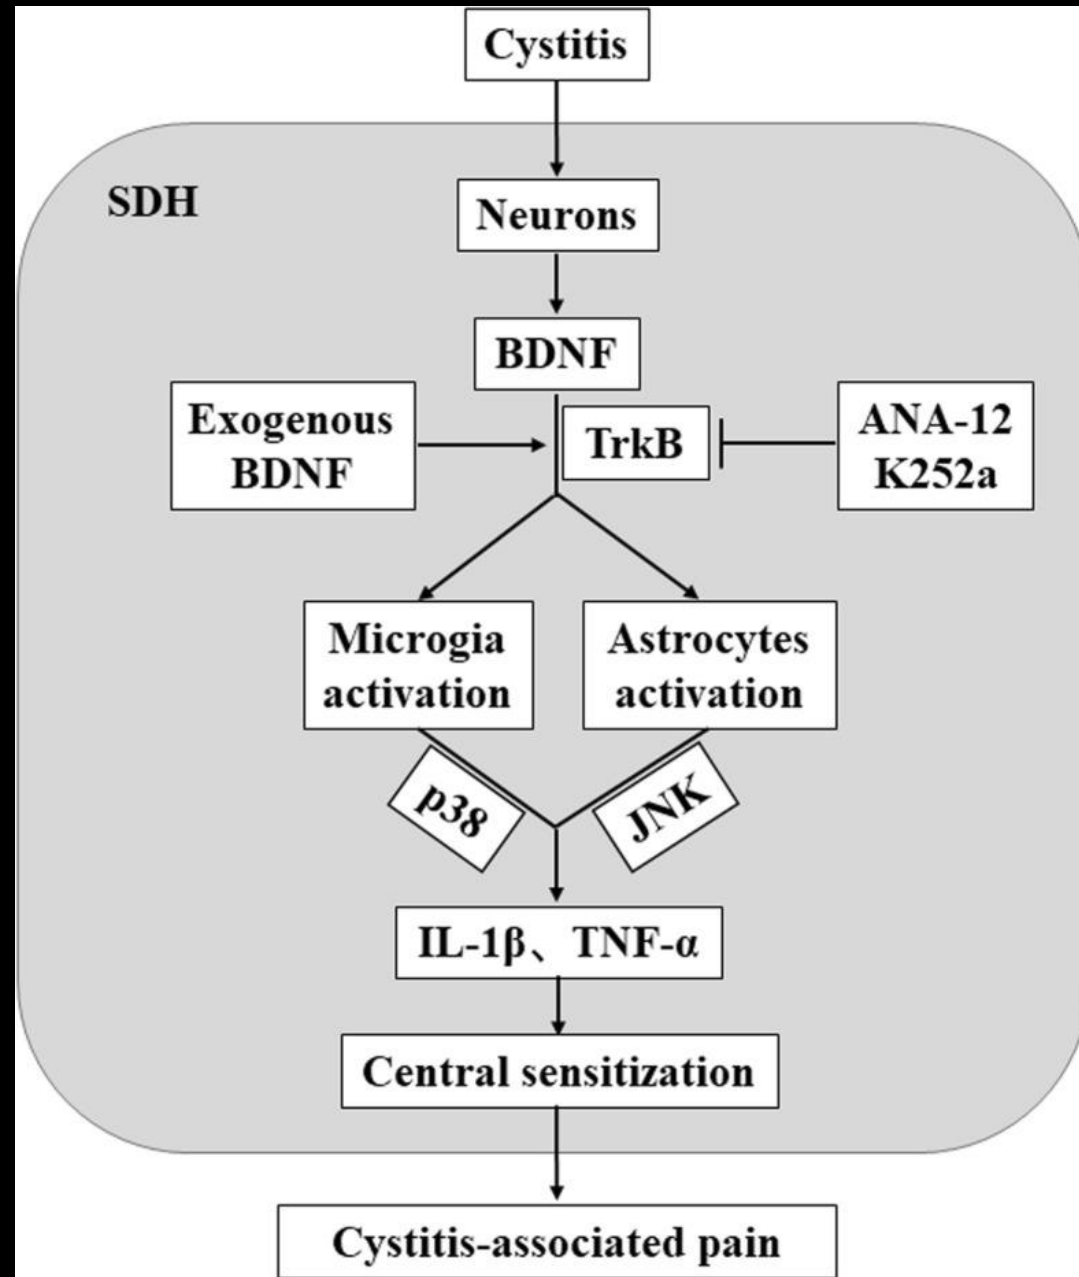 Cystitis
SDH
Neurons
BDNF
Exogenous
BDNF
TrkB
ANA-12
K252a
Microgia
activation
Astrocytes
activation
p38
JNK
IL-1β、TNF-α
Central sensitization
Cystitis-associated pain